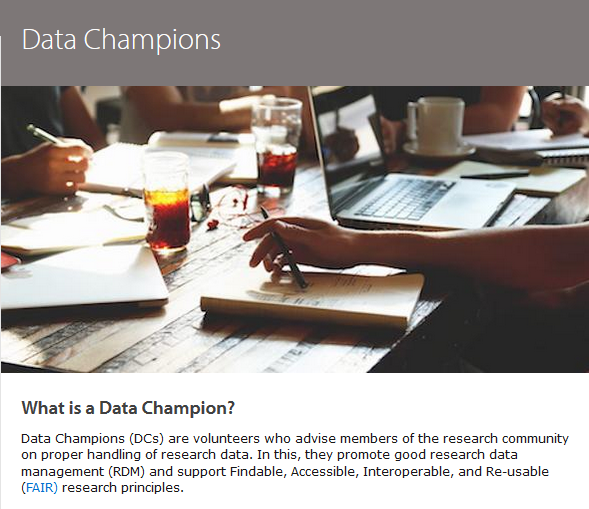 Data Champions
What is a Data Champion?
Data Champions (DCs) are volunteers who advise members of the research community
on proper handling of research data. In this, they promote good research data
management (RDM) and support Findable, Accessible, Interoperable, and Re-usable
(FAIR) research principles.